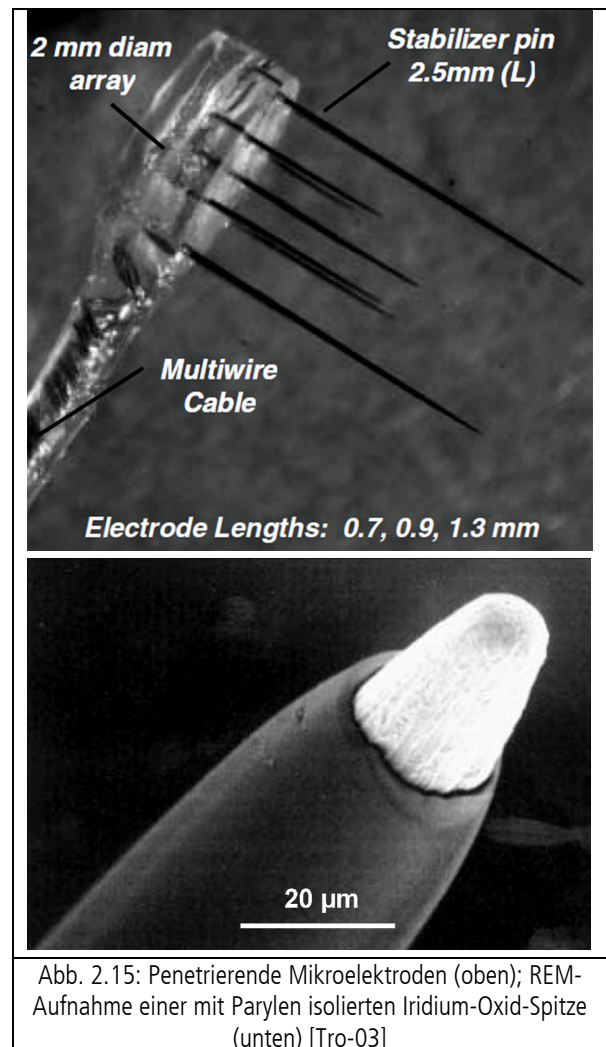 2 mm diam
array
Stabilizer pin
2.5mm (L)
Multiwire
Cable
Electrode Lengths: 0.7, 0.9, 1.3 mm
20 µm
Abb. 2.15: Penetrierende Mikroelektroden (oben); REM-
Aufnahme einer mit Parylen isolierten Iridium-Oxid-Spitze
(unten) [Tro-03]